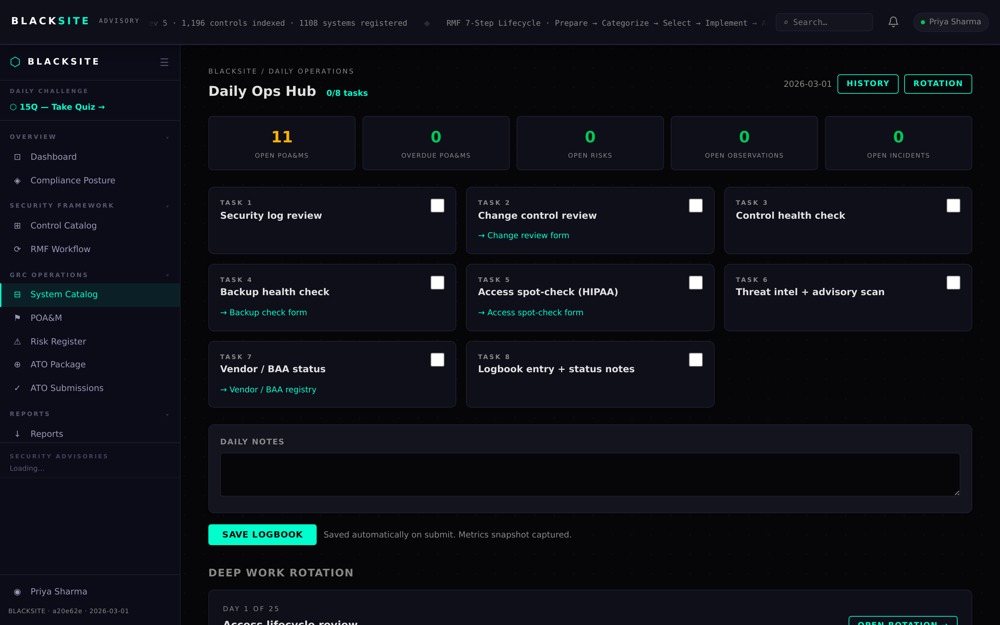 BLACKSITE ADVISORY
ev 5 · 1,196 controls indexed · 1108 systems registered ◆ RMF 7-Step Lifecycle · Prepare → Categorize → Select → Implement → A
Search…
Priya Sharma
BLACKSITE
DAILY CHALLENGE
15Q — Take Quiz →
OVERVIEW
Dashboard
Compliance Posture
SECURITY FRAMEWORK
Control Catalog
RMF Workflow
GRC OPERATIONS
System Catalog
POA&M
Risk Register
ATO Package
ATO Submissions
REPORTS
Reports
SECURITY ADVISORIES
Loading…
Priya Sharma
BLACKSITE · a20e62e · 2026-03-01
BLACKSITE / DAILY OPERATIONS
Daily Ops Hub 0/8 tasks
2026-03-01 HISTORY ROTATION
11
OPEN POA&MS
0
OVERDUE POA&MS
0
OPEN RISKS
0
OPEN OBSERVATIONS
0
OPEN INCIDENTS
TASK 1
Security log review
TASK 2
Change control review
→ Change review form
TASK 3
Control health check
TASK 4
Backup health check
→ Backup check form
TASK 5
Access spot-check (HIPAA)
→ Access spot-check form
TASK 6
Threat intel + advisory scan
TASK 7
Vendor / BAA status
→ Vendor / BAA registry
TASK 8
Logbook entry + status notes
DAILY NOTES
SAVE LOGBOOK Saved automatically on submit. Metrics snapshot captured.
DEEP WORK ROTATION
DAY 1 OF 25
Access lifecycle review
OPEN ROTATION →